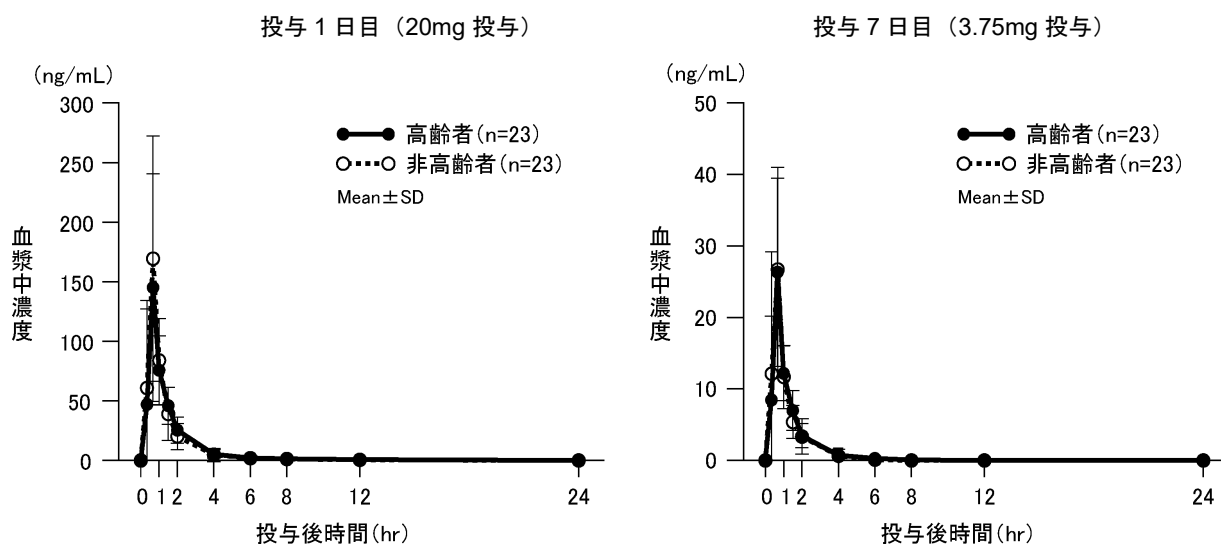 投与 1 日目（20mg 投与）
(ng/mL)
300
250
200
150
100
50
0
血漿中濃度
高齢者(n=23)
非高齢者(n=23)
Mean±SD
0 1 2 4 6 8 12 24
投与後時間(hr)
投与 7 日目（3.75mg 投与）
(ng/mL)
50
40
30
20
10
0
血漿中濃度
高齢者(n=23)
非高齢者(n=23)
Mean±SD
0 1 2 4 6 8 12 24
投与後時間(hr)